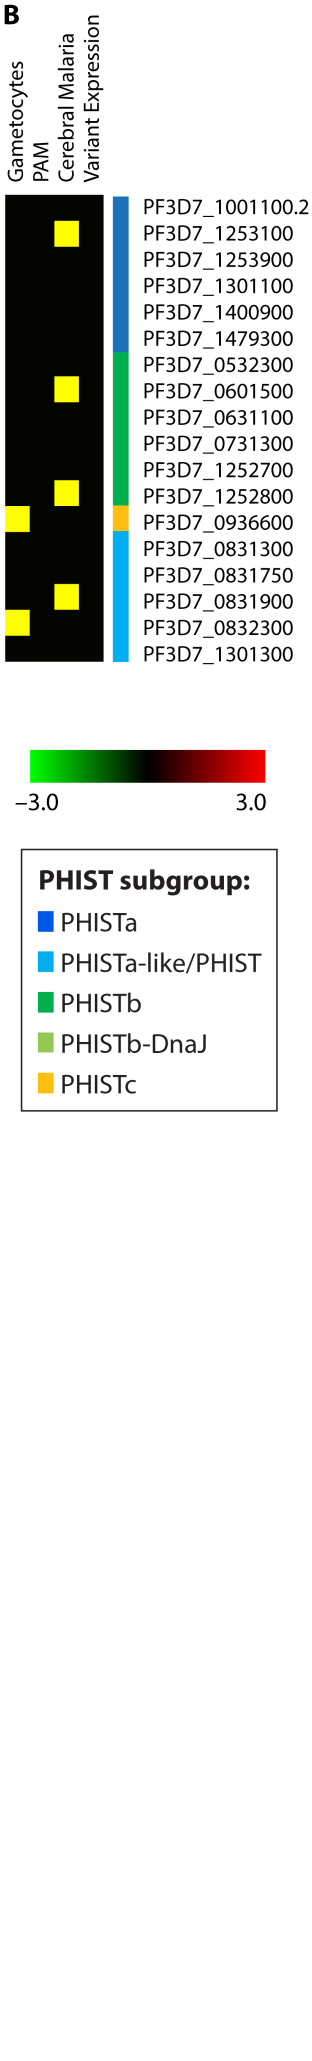 B
Gametocytes
PAM
Cerebral Malaria
Variant Expression
PF3D7_1001100.2
PF3D7_1253100
PF3D7_1253900
PF3D7_1301100
PF3D7_1400900
PF3D7_1479300
PF3D7_0532300
PF3D7_0601500
PF3D7_0631100
PF3D7_0731300
PF3D7_1252700
PF3D7_1252800
PF3D7_0936600
PF3D7_0831300
PF3D7_0831750
PF3D7_0831900
PF3D7_0832300
PF3D7_1301300
–3.0 3.0
PHIST subgroup:
PHISTa
PHISTa-like/PHIST
PHISTb
PHISTb-DnaJ
PHISTc